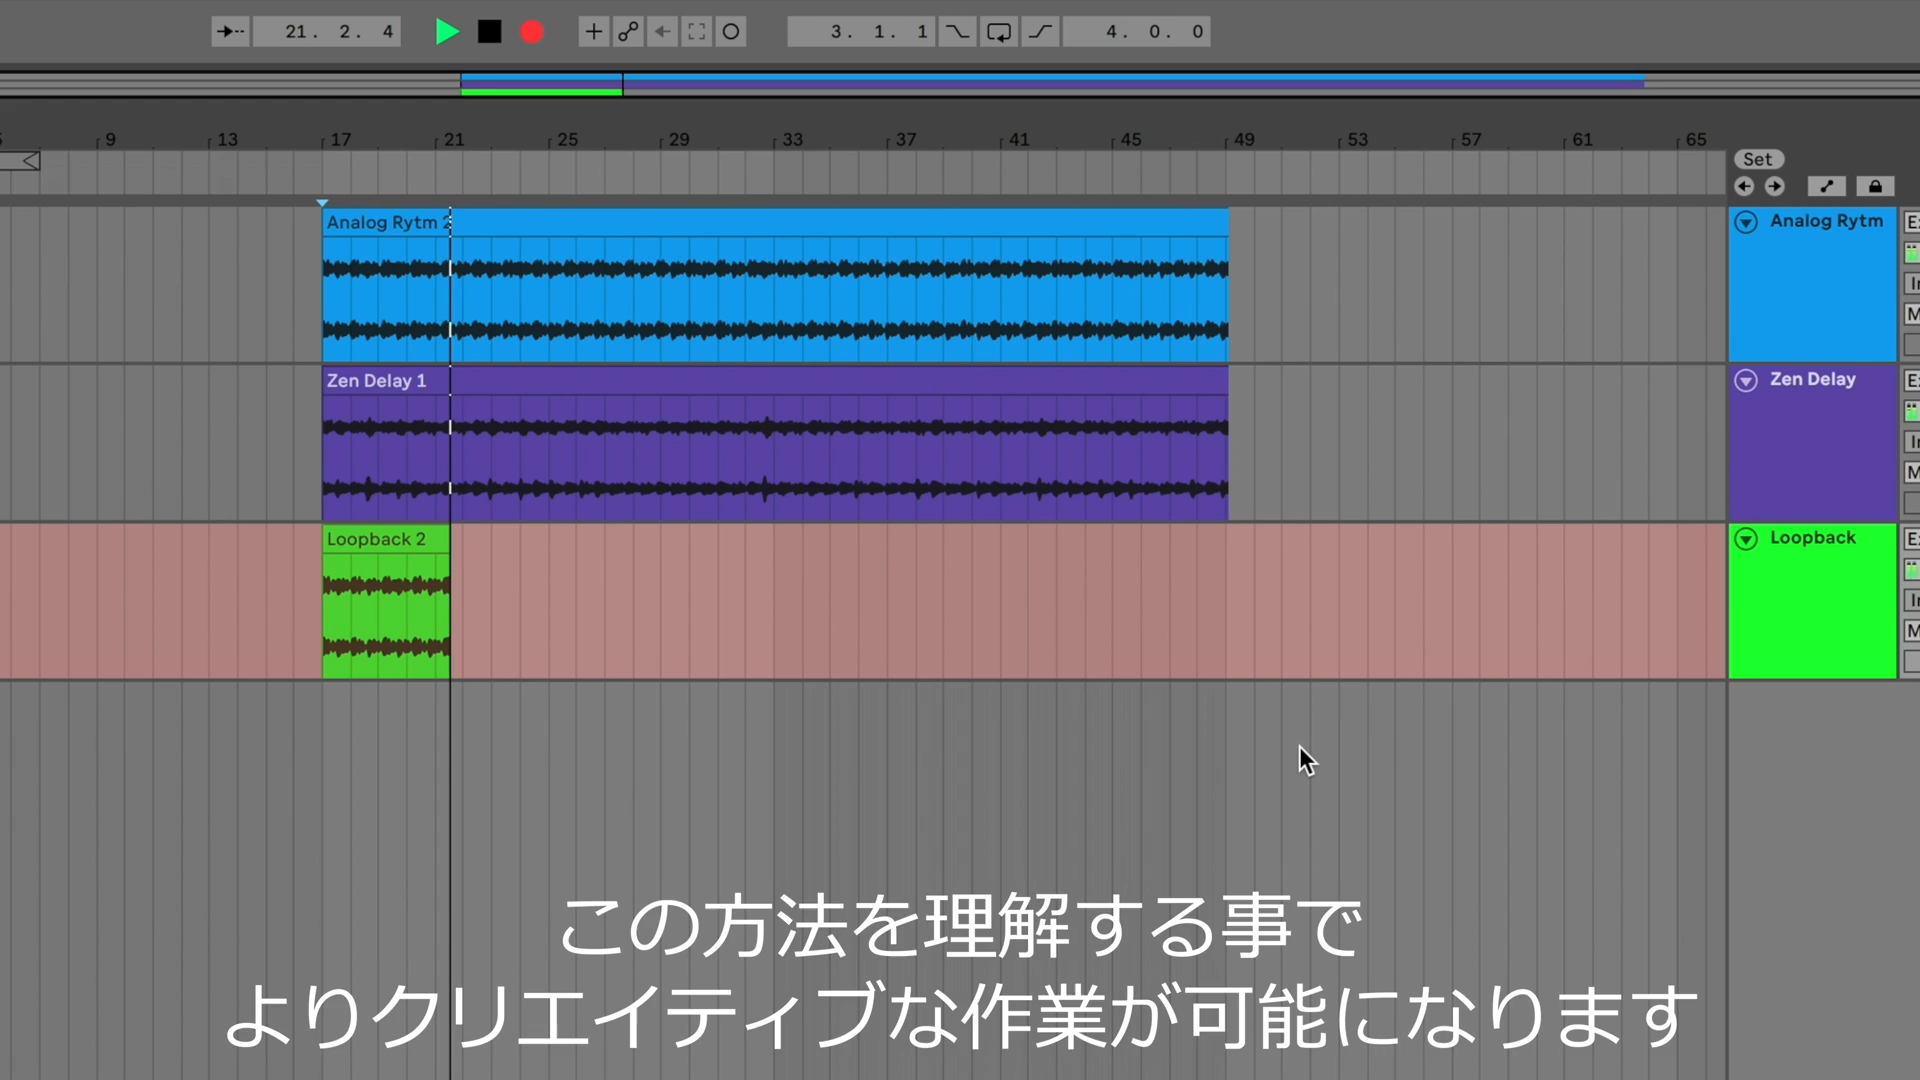 21. 2. 4
3. 1. 1
4. 0. 0
9 13 17 21 25 29 33 37 41 45 49 53 57 61 65
Set
Analog Rytm 2
Analog Rytm
Zen Delay 1
Zen Delay
Loopback 2
Loopback
この方法を理解する事で
よりクリエイティブな作業が可能になります